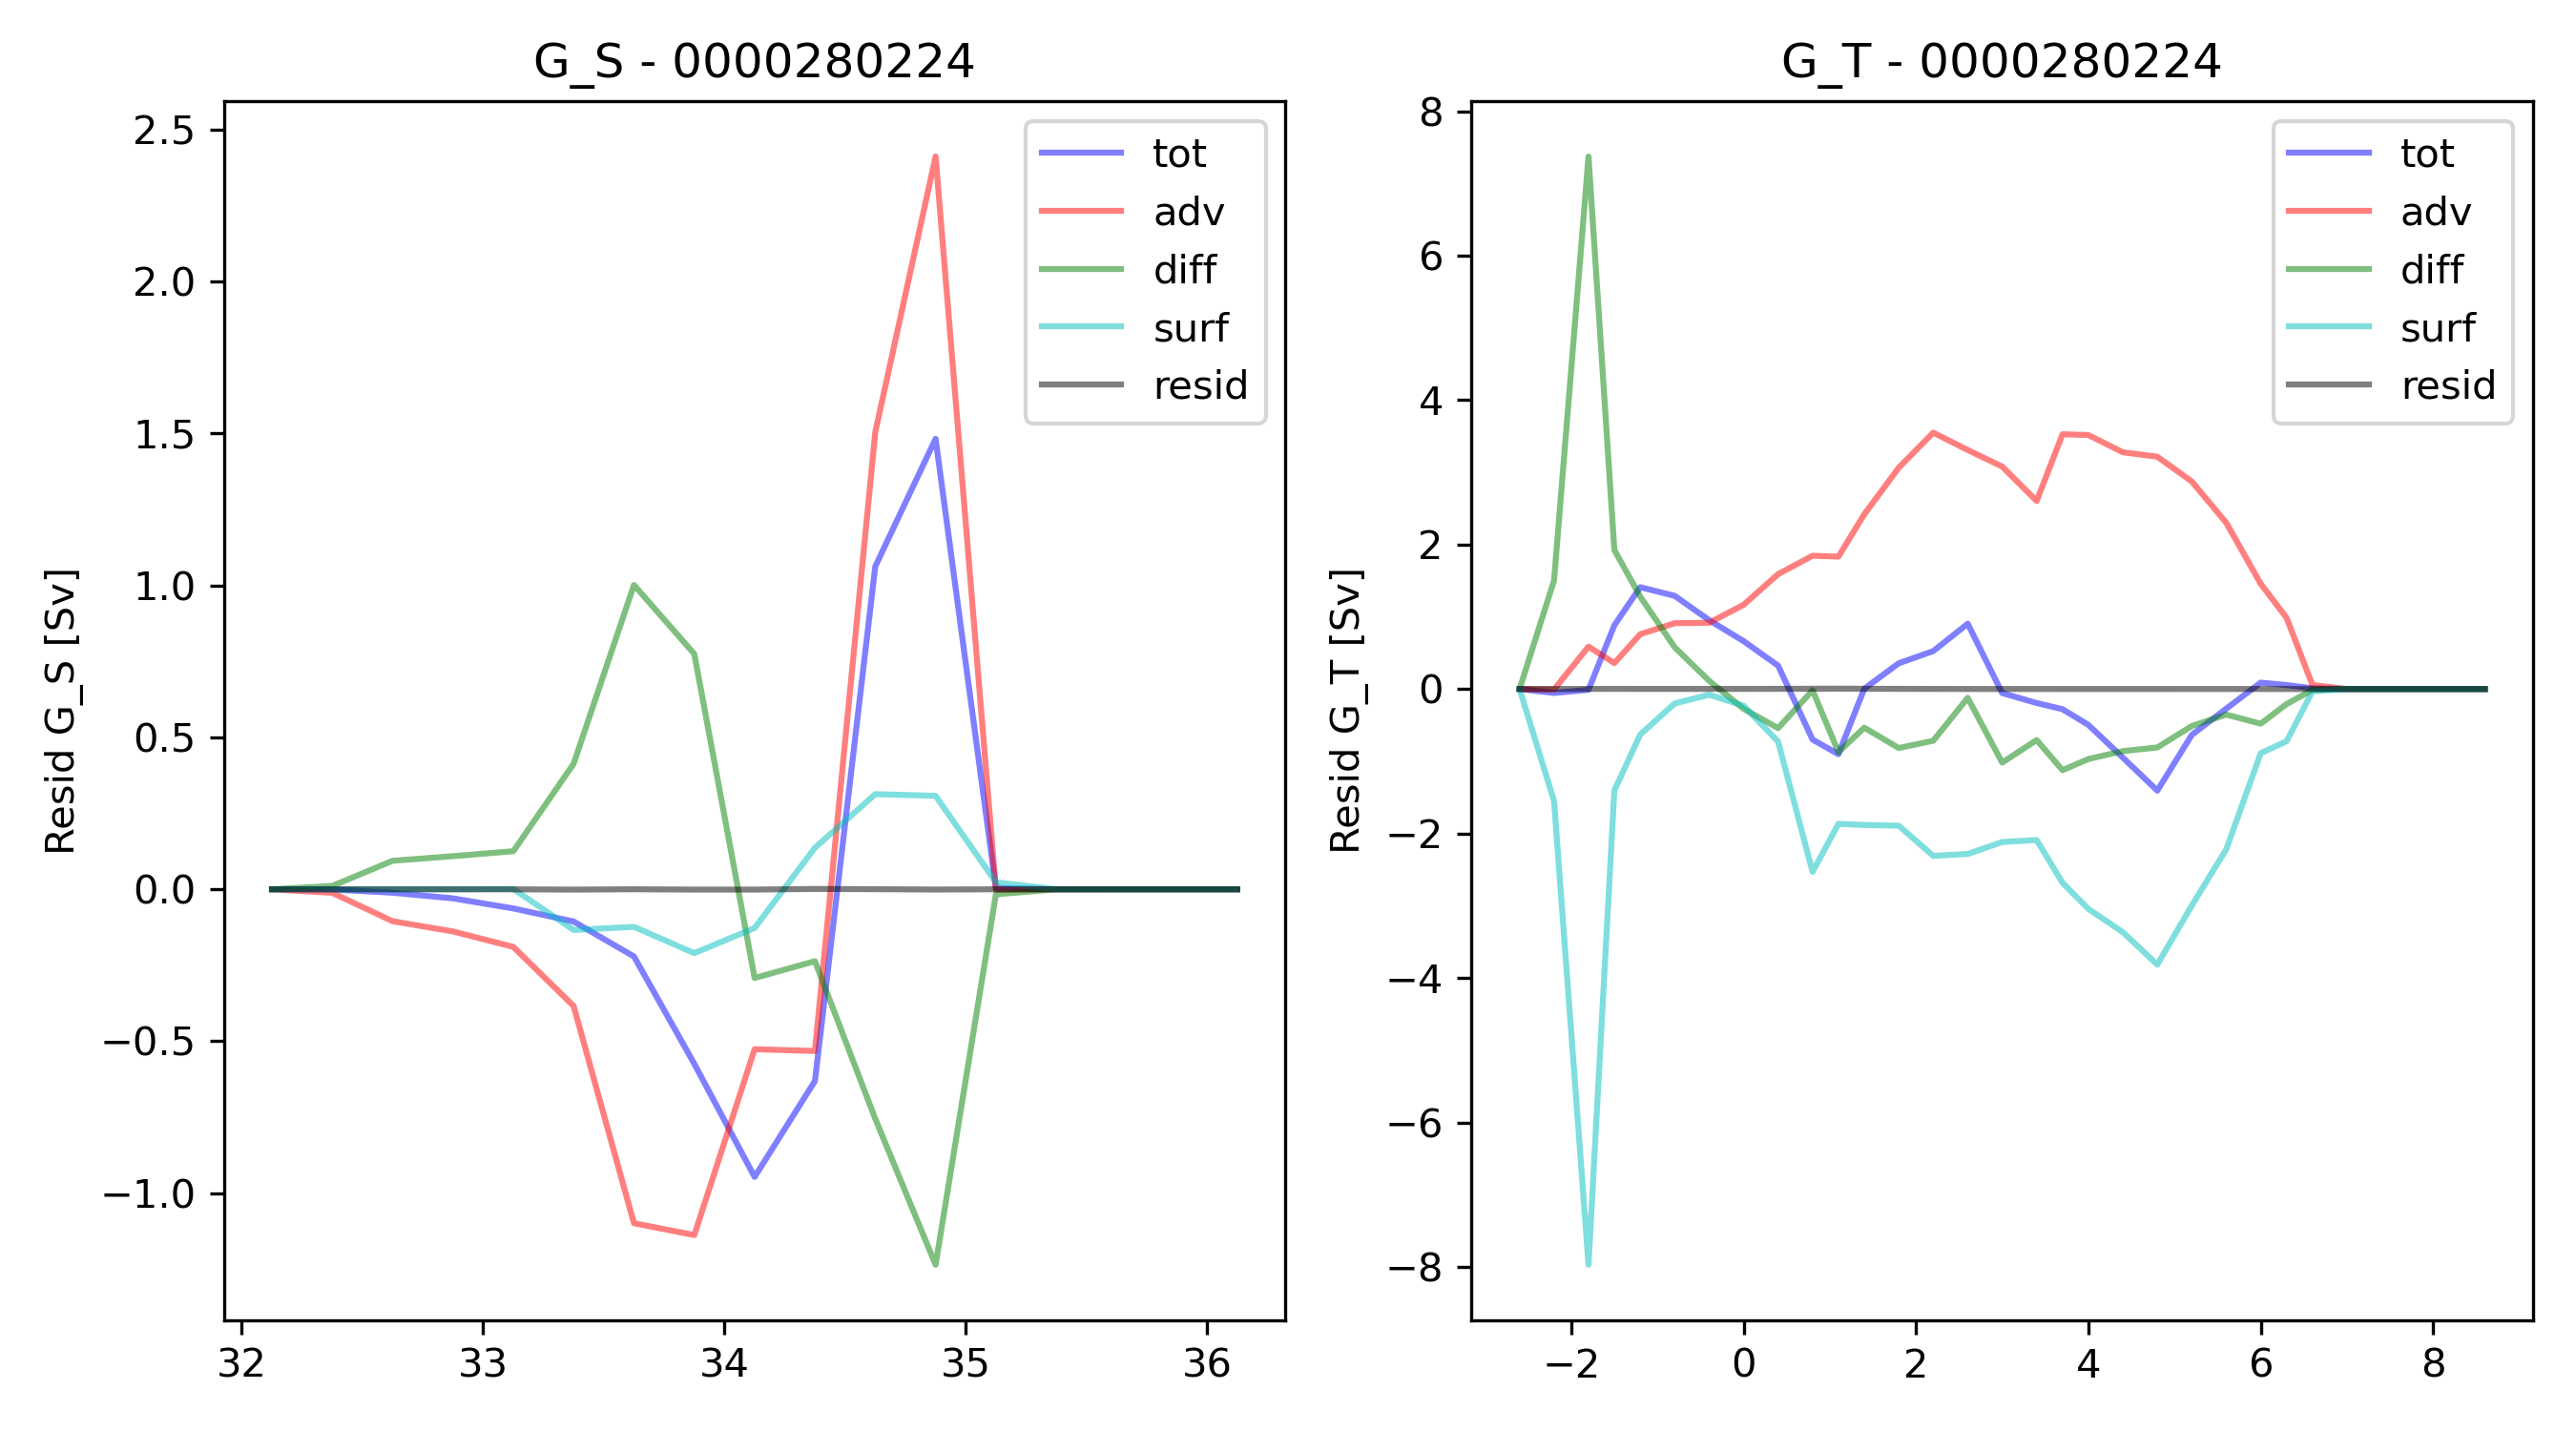 G_S - 0000280224
Resid G_S [Sv]
2.5
2.0
1.5
1.0
0.5
0.0
−0.5
−1.0
32 33 34 35 36
tot
adv
diff
surf
resid
G_T - 0000280224
Resid G_T [Sv]
8
6
4
2
0
−2
−4
−6
−8
−2 0 2 4 6 8
tot
adv
diff
surf
resid